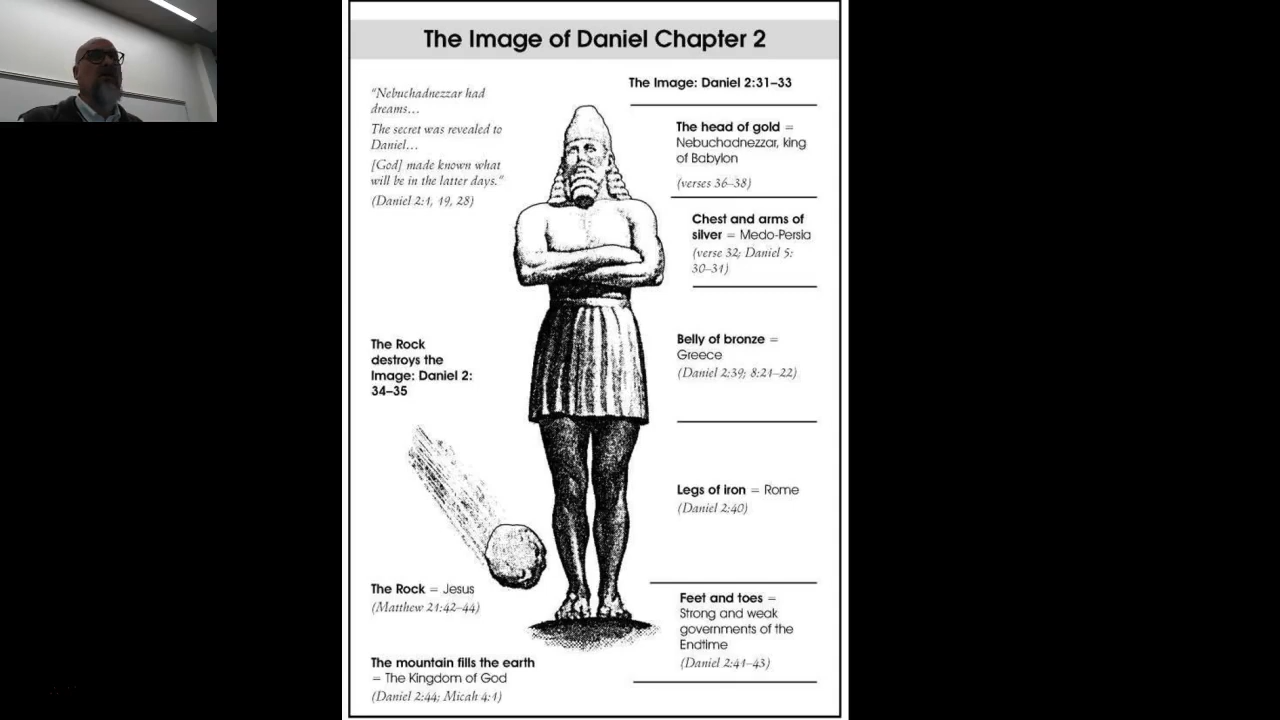 The Image of Daniel Chapter 2
"Nebuchadnezzar had
dreams…
The secret was revealed to
Daniel…
[God] made known what
will be in the latter days."
(Daniel 2:1, 19, 28)
The Rock
destroys the
Image: Daniel 2:
34–35
The Rock = Jesus
(Matthew 21:42–44)
The mountain fills the earth
= The Kingdom of God
(Daniel 2:44; Micah 4:1)
The Image: Daniel 2:31–33
The head of gold =
Nebuchadnezzar, king
of Babylon
(verses 36–38)
Chest and arms of
silver = Medo-Persia
(verse 32; Daniel 5:
30–31)
Belly of bronze =
Greece
(Daniel 2:39; 8:21–22)
Legs of iron = Rome
(Daniel 2:40)
Feet and toes =
Strong and weak
governments of the
Endtime
(Daniel 2:41–43)